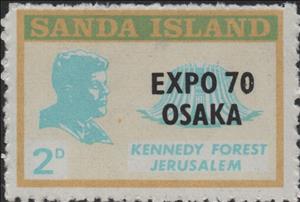 SANDA ISLAND
EXPO 70
OSAKA
2D
KENNEDY FOREST
JERUSALEM